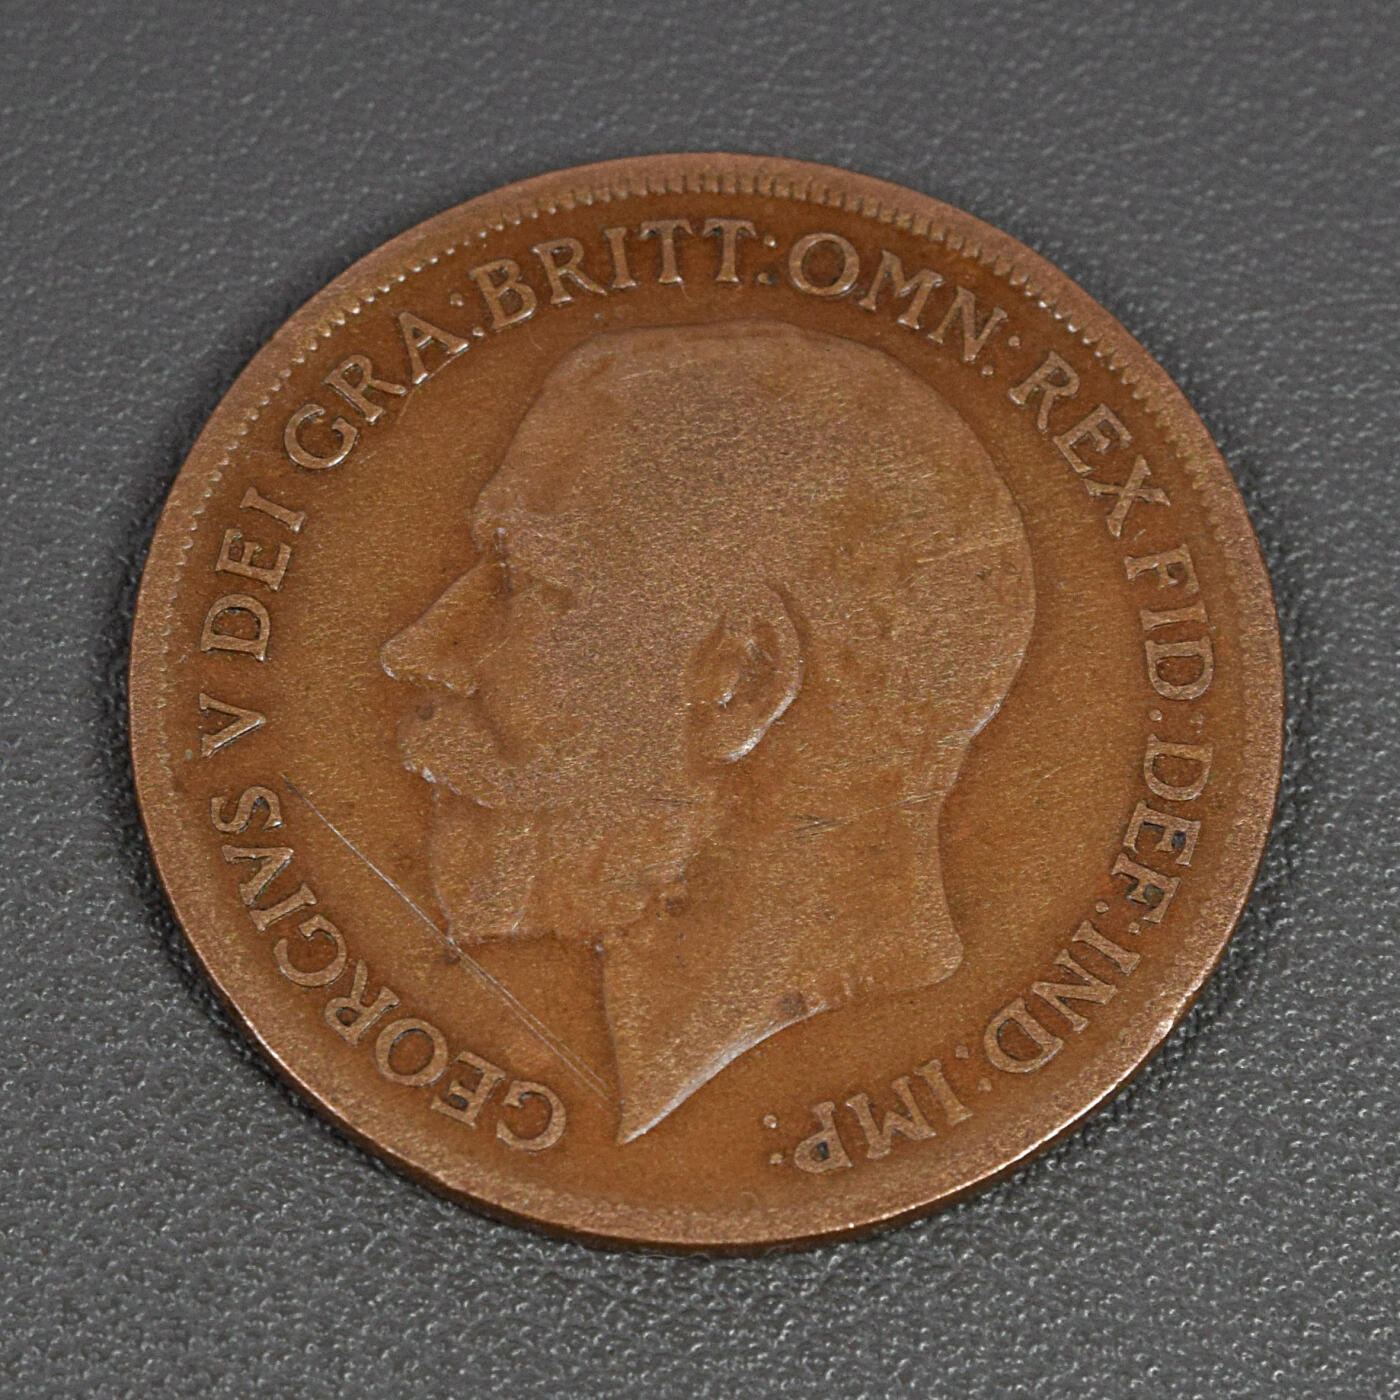 GEORGIVS V DEI GRA: BRITT: OMN: REX FID: DEF: IND: IMP: